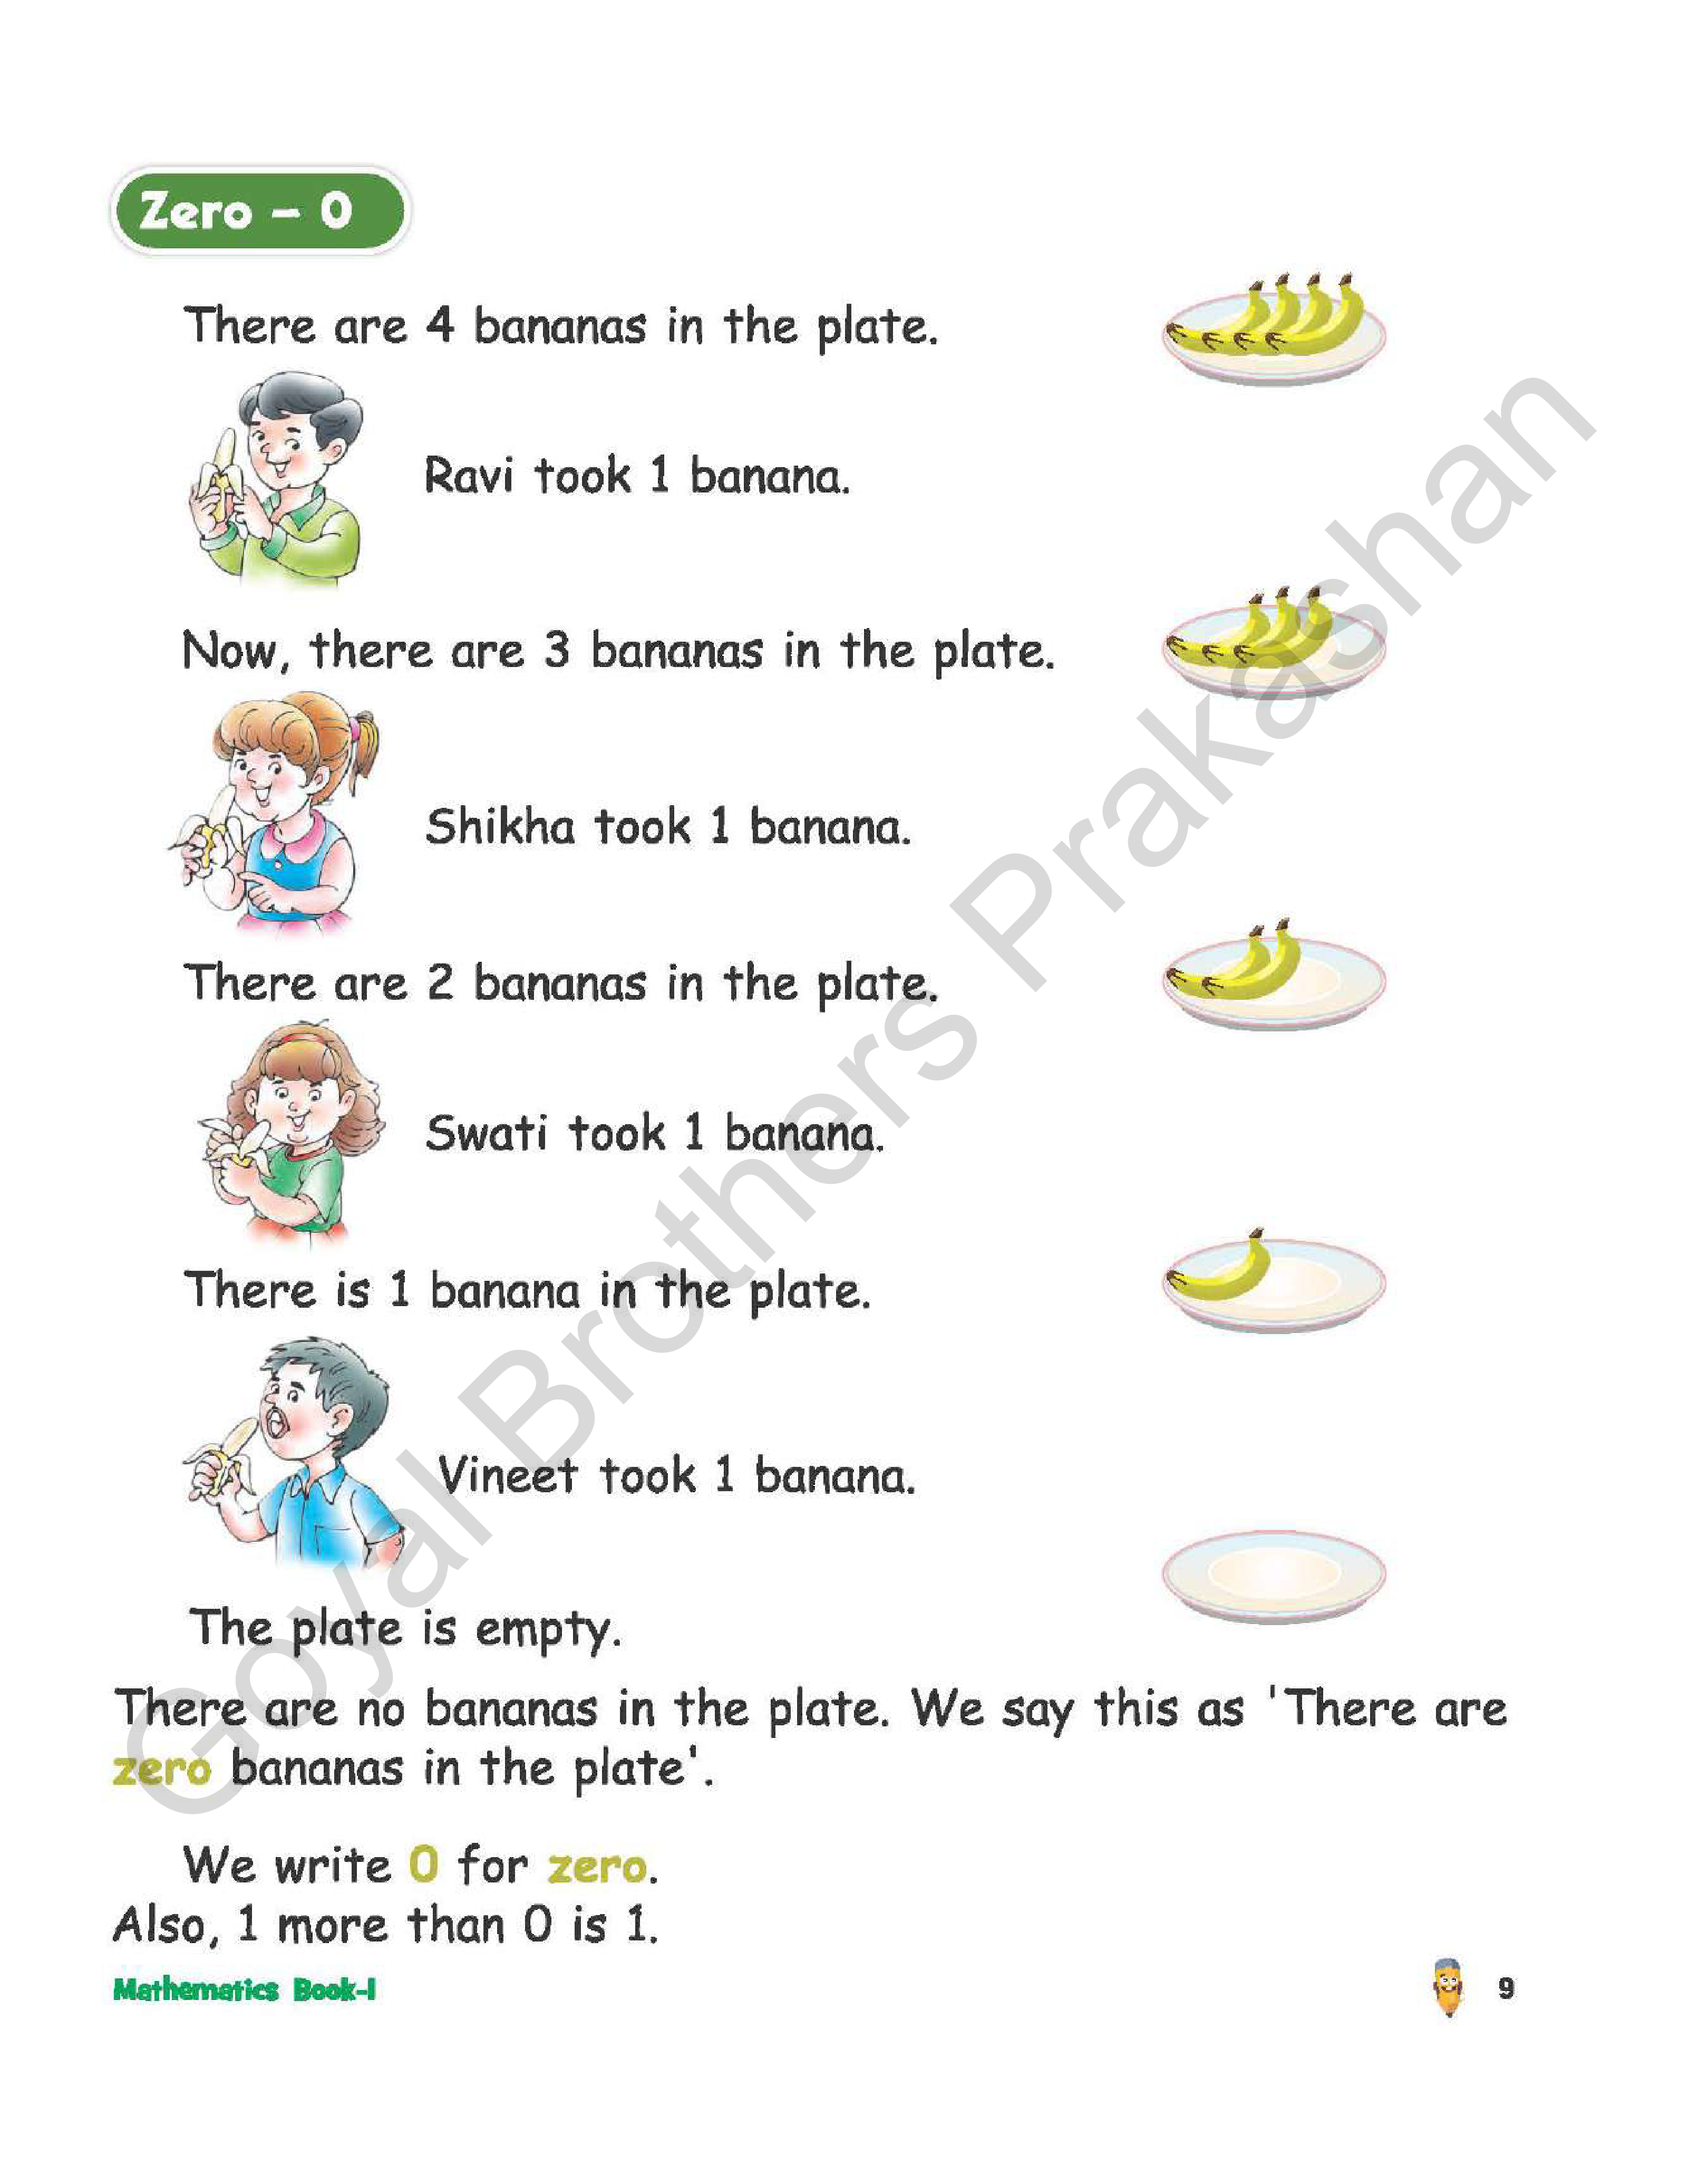 Zero – 0
There are 4 bananas in the plate.
Ravi took 1 banana.
Now, there are 3 bananas in the plate.
Shikha took 1 banana.
There are 2 bananas in the plate.
Swati took 1 banana.
There is 1 banana in the plate.
Vineet took 1 banana.
The plate is empty.
There are no bananas in the plate. We say this as 'There are
zero bananas in the plate'.
We write 0 for zero.
Also, 1 more than 0 is 1.
Mathematics Book-I
9
Goyal Brothers Prakashan